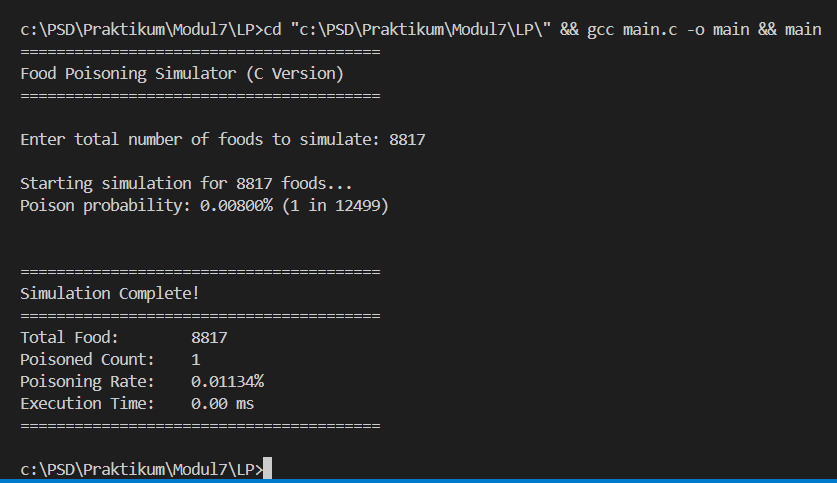 c:\PSD\Praktikum\Modul7\LP>cd "c:\PSD\Praktikum\Modul7\LP\" && gcc main.c -o main && main
========================================
Food Poisoning Simulator (C Version)
========================================
Enter total number of foods to simulate: 8817
Starting simulation for 8817 foods...
Poison probability: 0.00800% (1 in 12499)
========================================
Simulation Complete!
========================================
Total Food:        8817
Poisoned Count:    1
Poisoning Rate:    0.01134%
Execution Time:    0.00 ms
========================================
c:\PSD\Praktikum\Modul7\LP>